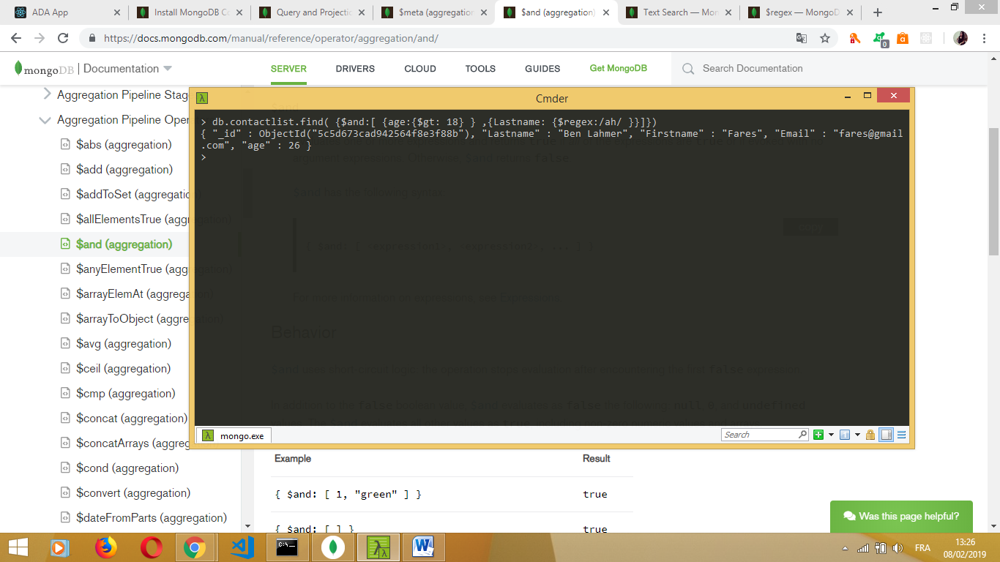 ADA App
Install MongoDB Co
Query and Projectio
$meta (aggregation
$and (aggregation)
Text Search — Mon
$regex — MongoD
https://docs.mongodb.com/manual/reference/operator/aggregation/and/
0
mongoDB | Documentation
SERVER
DRIVERS
CLOUD
TOOLS
GUIDES
Get MongoDB
Search Documentation
Aggregation Pipeline Stag
Aggregation Pipeline Oper
$abs (aggregation)
$add (aggregation)
$addToSet (aggregation)
$allElementsTrue (aggregation)
$and (aggregation)
$anyElementTrue (aggregation)
$arrayElemAt (aggregation)
$arrayToObject (aggregation)
$avg (aggregation)
$ceil (aggregation)
$cmp (aggregation)
$concat (aggregation)
$concatArrays (aggreg
$cond (aggregation)
$convert (aggregation)
$dateFromParts (aggregation)
Cmder
> db.contactlist.find( {$and:[ {age:{$gt: 18} } ,{Lastname: {$regex:/ah/ }}]})
{ "_id" : ObjectId("5c5d673cad942564f8e3f88b"), "Lastname" : "Ben Lahmer", "Firstname" : "Fares", "Email" : "fares@gmail
.com", "age" : 26 }
>
argument expressions. Otherwise, $and returns false
$and has the following syntax
{ $and: [ <expression1>, <expression2>, ... ] }
For more information on expressions, see Expressions
Behavior
$and uses short-circuit logic: the operation stops evaluation after encountering the first false expression
In addition to the false boolean value, $and evaluates as false the following: null, 0, and undefined
mongo.exe
Search
Example
Result
{ $and: [ 1, "green" ] }
true
{ $and: [ ] }
true
Was this page helpful?
FRA
13:26
08/02/2019